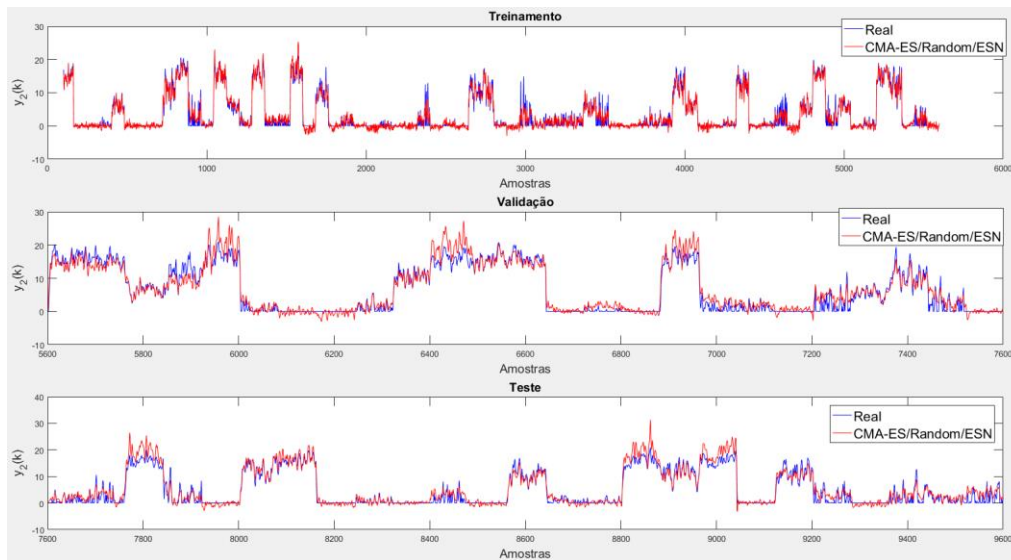 Treinamento
Real
CMA-ES/Random/ESN
30
20
10
0
-10
y2(k)
0 1000 2000 3000 4000 5000 6000
Amostras
Validação
Real
CMA-ES/Random/ESN
30
20
10
0
-10
y2(k)
5600 5800 6000 6200 6400 6600 6800 7000 7200 7400 7600
Amostras
Teste
Real
CMA-ES/Random/ESN
40
30
20
10
0
-10
y2(k)
7600 7800 8000 8200 8400 8600 8800 9000 9200 9400 9600
Amostras